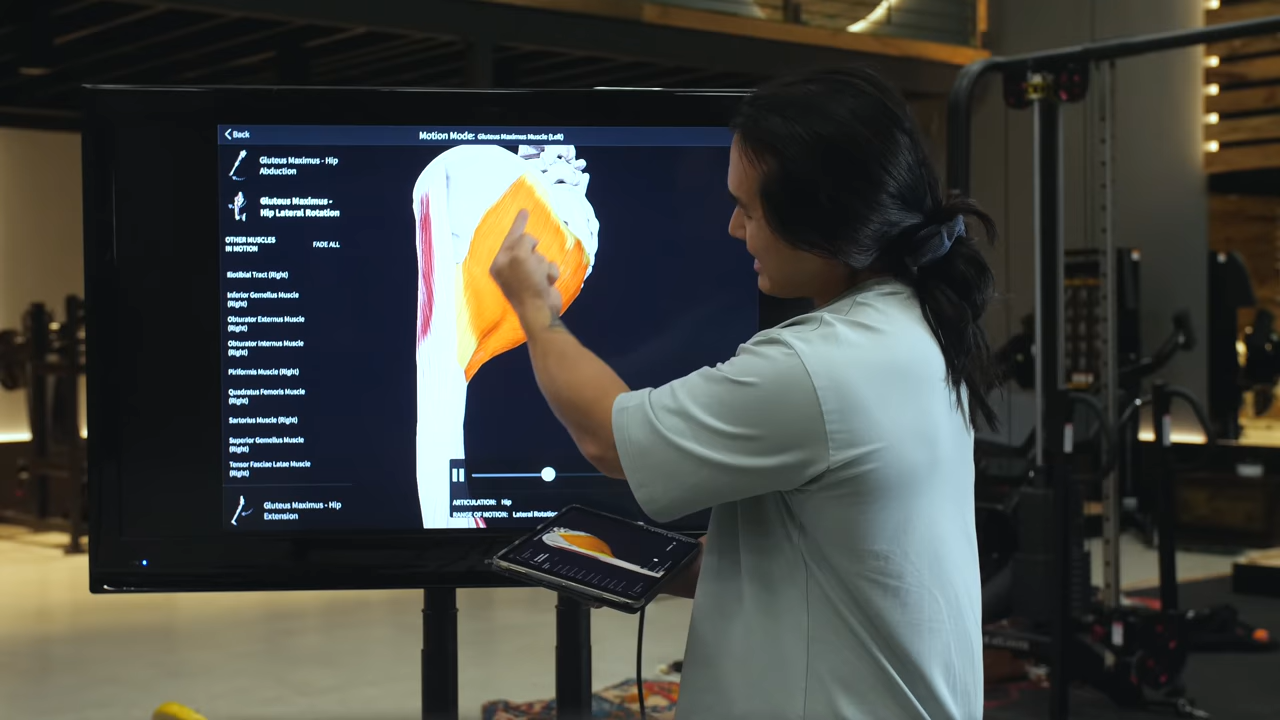 Back
Motion Mode: Gluteus Maximus Muscle (Left)
Gluteus Maximus - Hip
Abduction
Gluteus Maximus -
Hip Lateral Rotation
OTHER MUSCLES
IN MOTION
FADE ALL
Iliotibial Tract (Right)
Inferior Gemellus Muscle
(Right)
Obturator Externus Muscle
(Right)
Obturator Internus Muscle
(Right)
Piriformis Muscle (Right)
Quadratus Femoris Muscle
(Right)
Sartorius Muscle (Right)
Superior Gemellus Muscle
(Right)
Tensor Fasciae Latae Muscle
(Right)
Gluteus Maximus - Hip
Extension
ARTICULATION: Hip
RANGE OF MOTION: Lateral Rotation